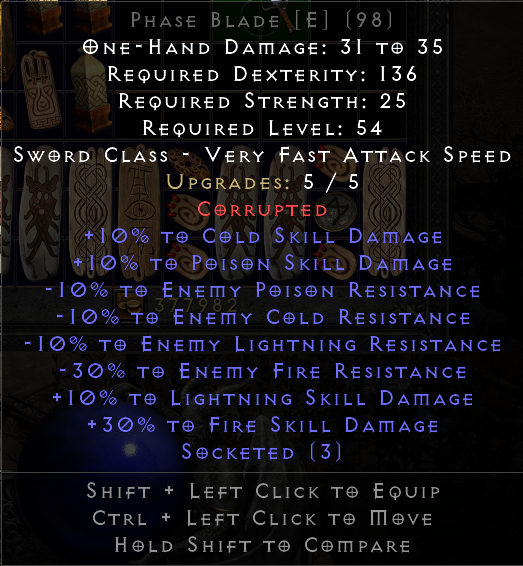 Phase Blade [E] (98)
One-Hand Damage: 31 to 35
Required Dexterity: 136
Required Strength: 25
Required Level: 54
Sword Class - Very Fast Attack Speed
Upgrades: 5 / 5
Corrupted
+10% to Cold Skill Damage
+10% to Poison Skill Damage
-10% to Enemy Poison Resistance
-10% to Enemy Cold Resistance
377982
-10% to Enemy Lightning Resistance
-30% to Enemy Fire Resistance
+10% to Lightning Skill Damage
+30% to Fire Skill Damage
Socketed (3)
Shift + Left Click to Equip
Ctrl + Left Click to Move
Hold Shift to Compare